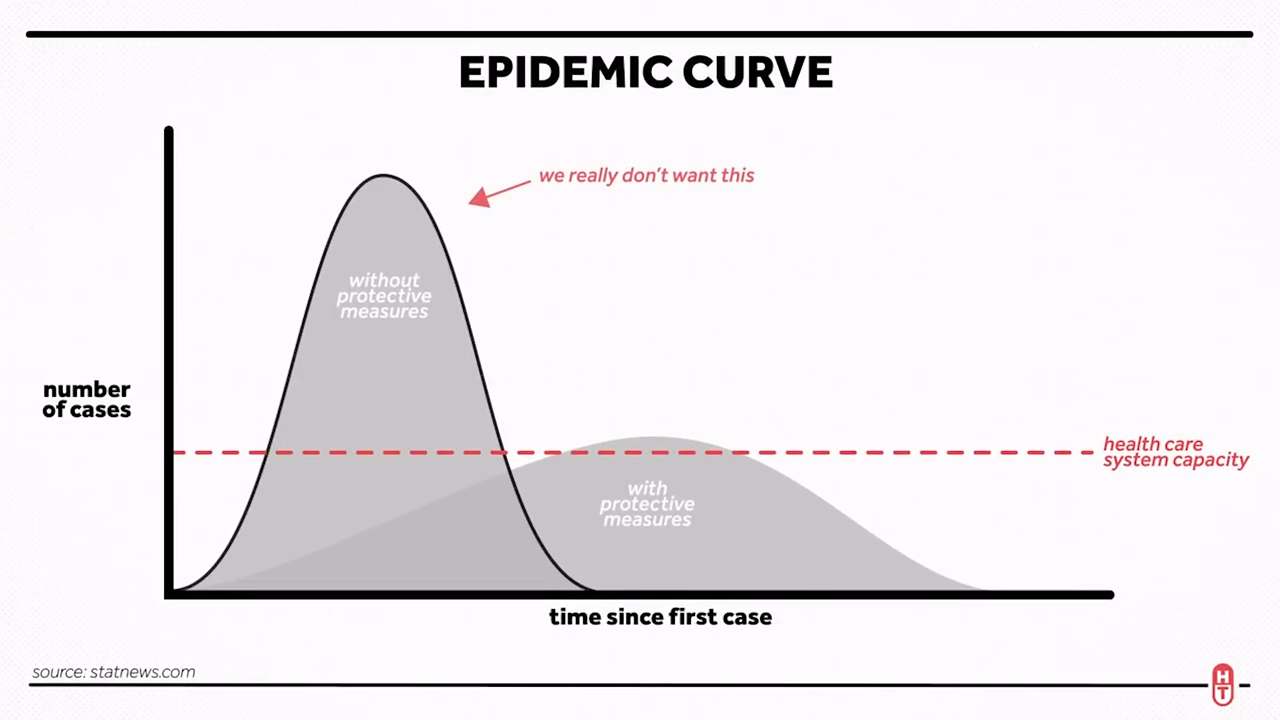 EPIDEMIC CURVE
we really don't want this
without
protective
measures
number
of cases
health care
system capacity
with
protective
measures
time since first case
source: statnews.com
H
T